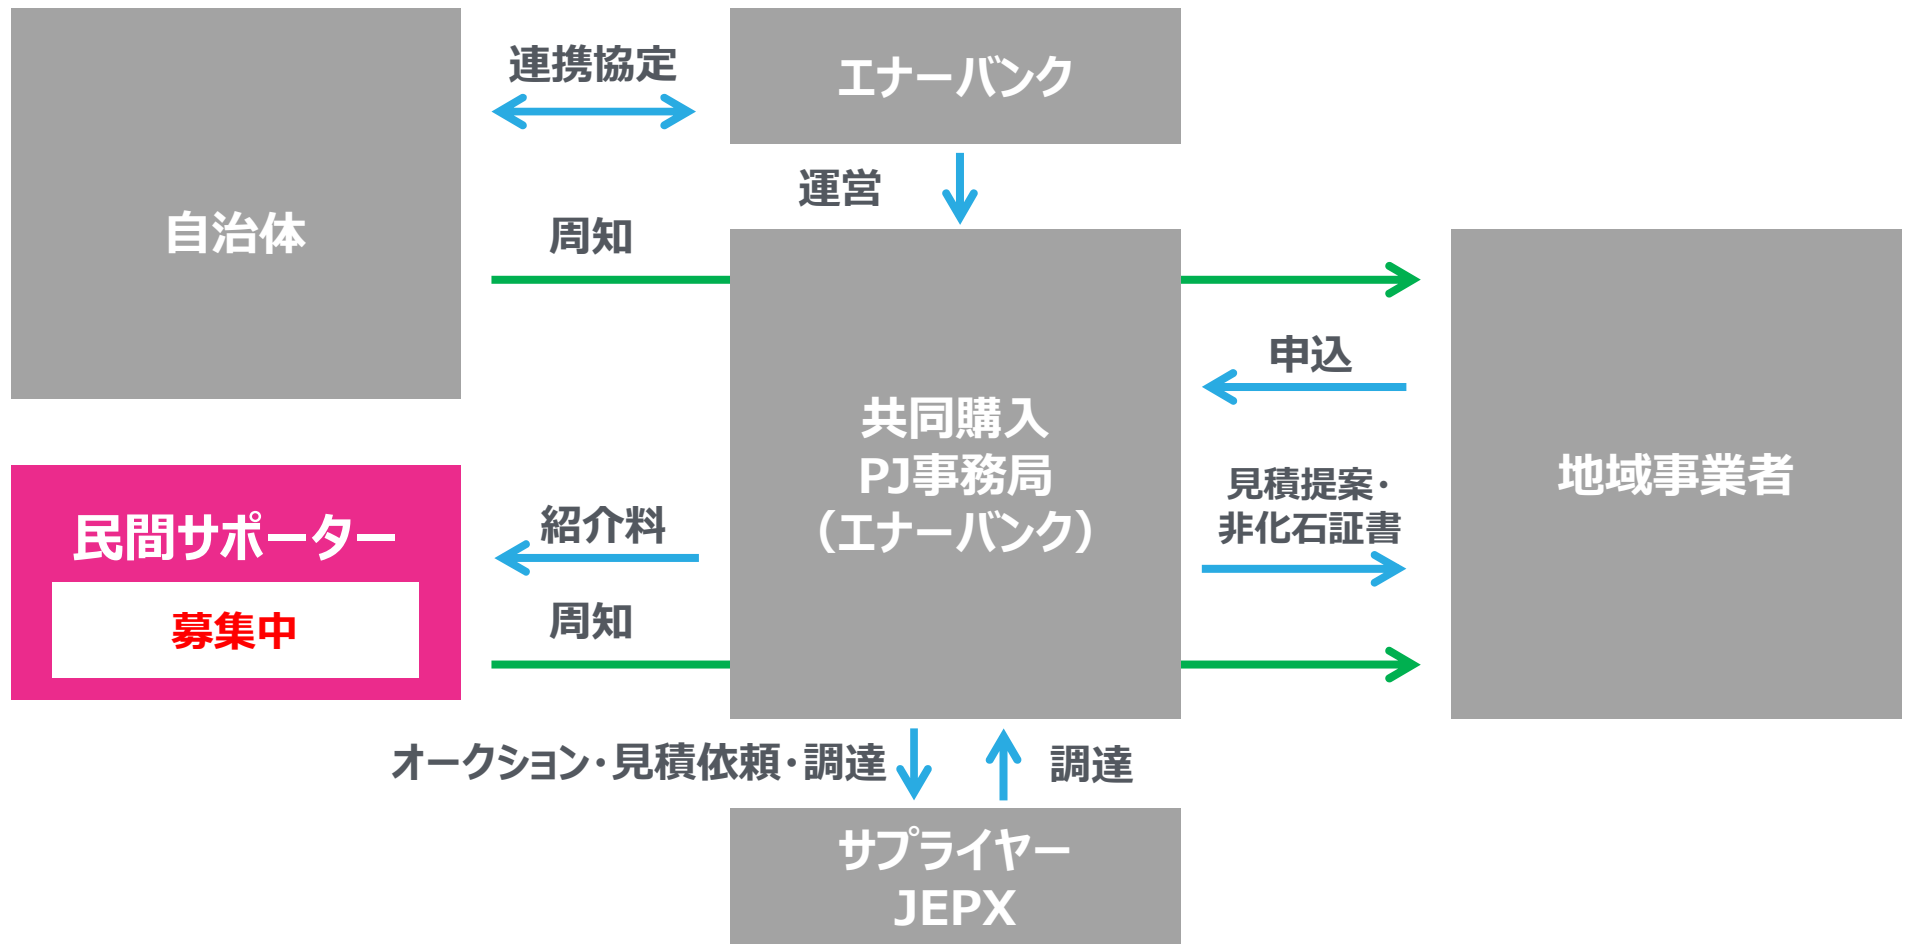 連携協定
エナーバンク
運営
自治体
周知
申込
共同購入
PJ事務局
（エナーバンク）
地域事業者
見積提案・
非化石証書
民間サポーター
募集中
紹介料
周知
オークション・見積依頼・調達
調達
サプライヤー
JEPX